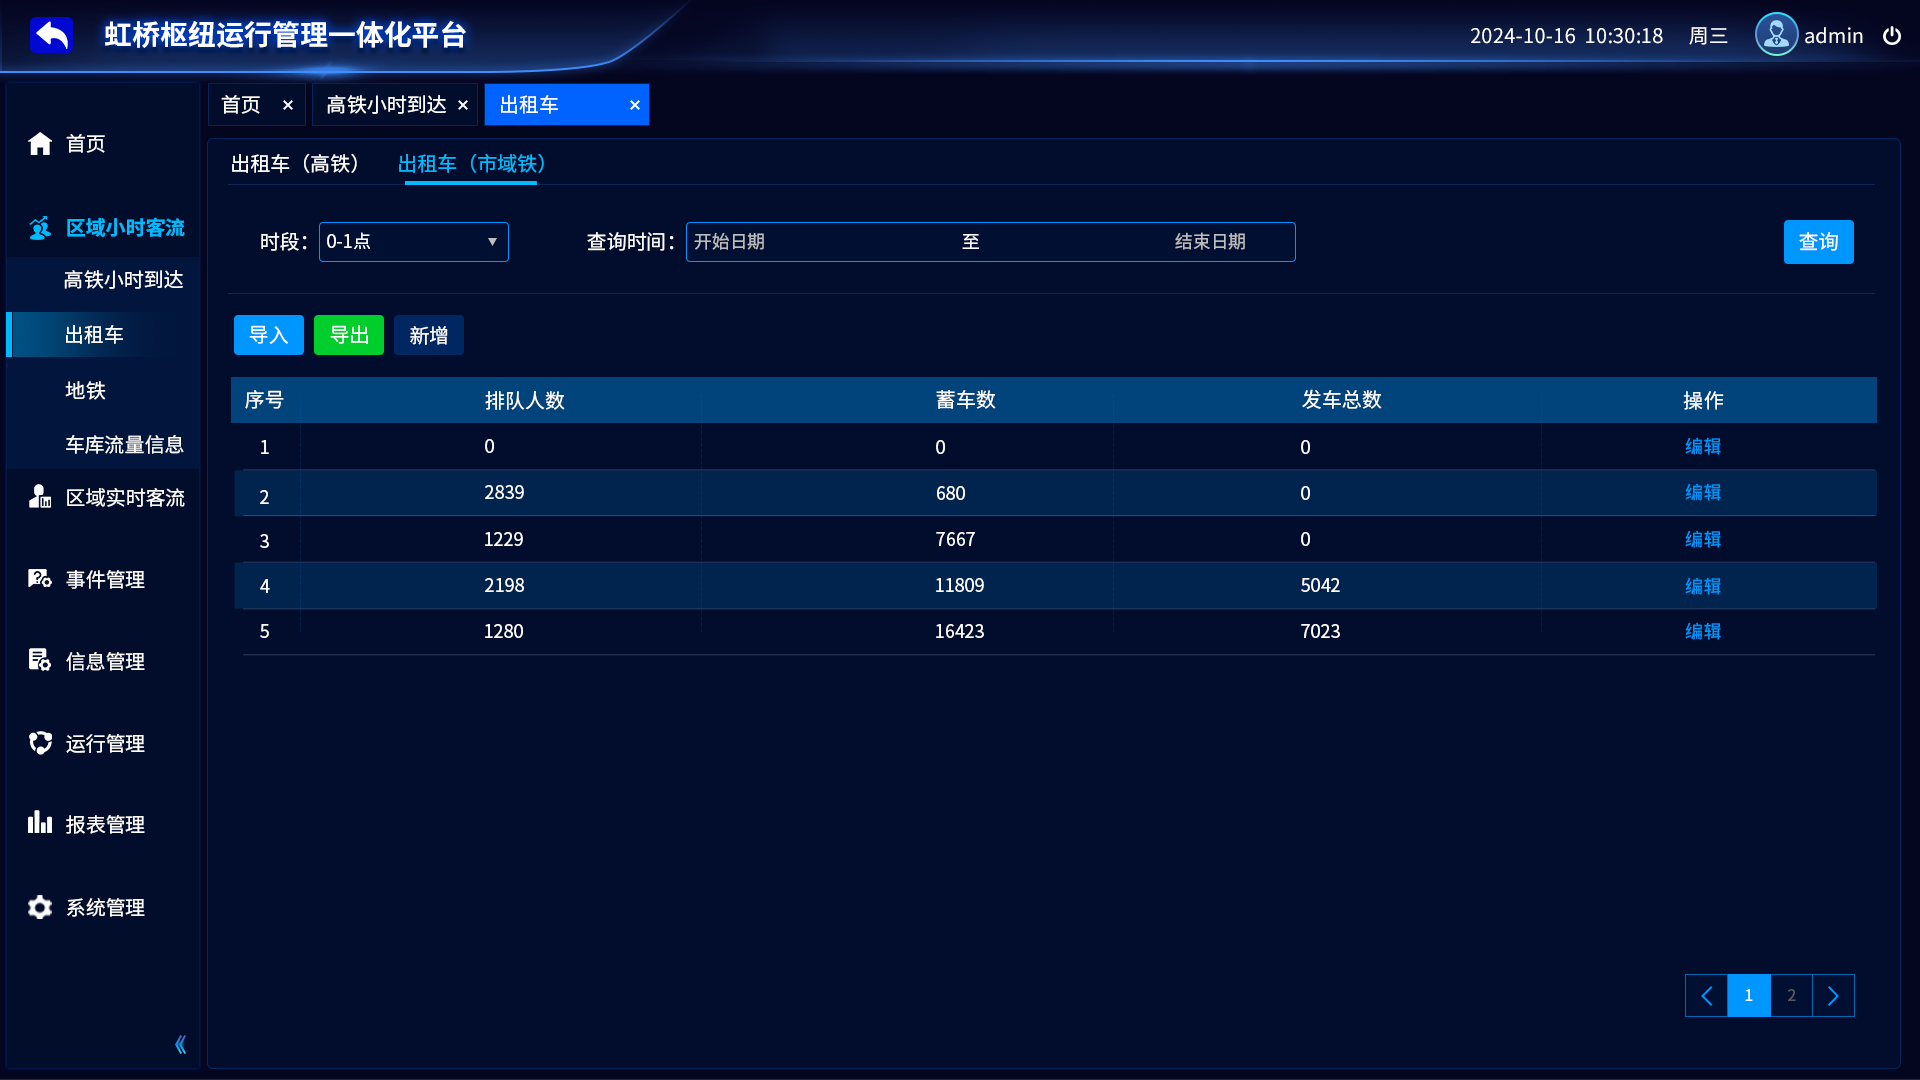 虹桥枢纽运行管理一体化平台
2024-10-16 10:30:18 周三 admin
首页 × 高铁小时到达 × 出租车 ×
首页
区域小时客流
高铁小时到达
出租车
地铁
车库流量信息
区域实时客流
事件管理
信息管理
运行管理
报表管理
系统管理
出租车（高铁） 出租车（市域铁）
时段： 0-1点 查询时间： 开始日期 至 结束日期 查询
导入 导出 新增
序号 排队人数 蓄车数 发车总数 操作
1 0 0 0 编辑
2 2839 680 0 编辑
3 1229 7667 0 编辑
4 2198 11809 5042 编辑
5 1280 16423 7023 编辑
1 2